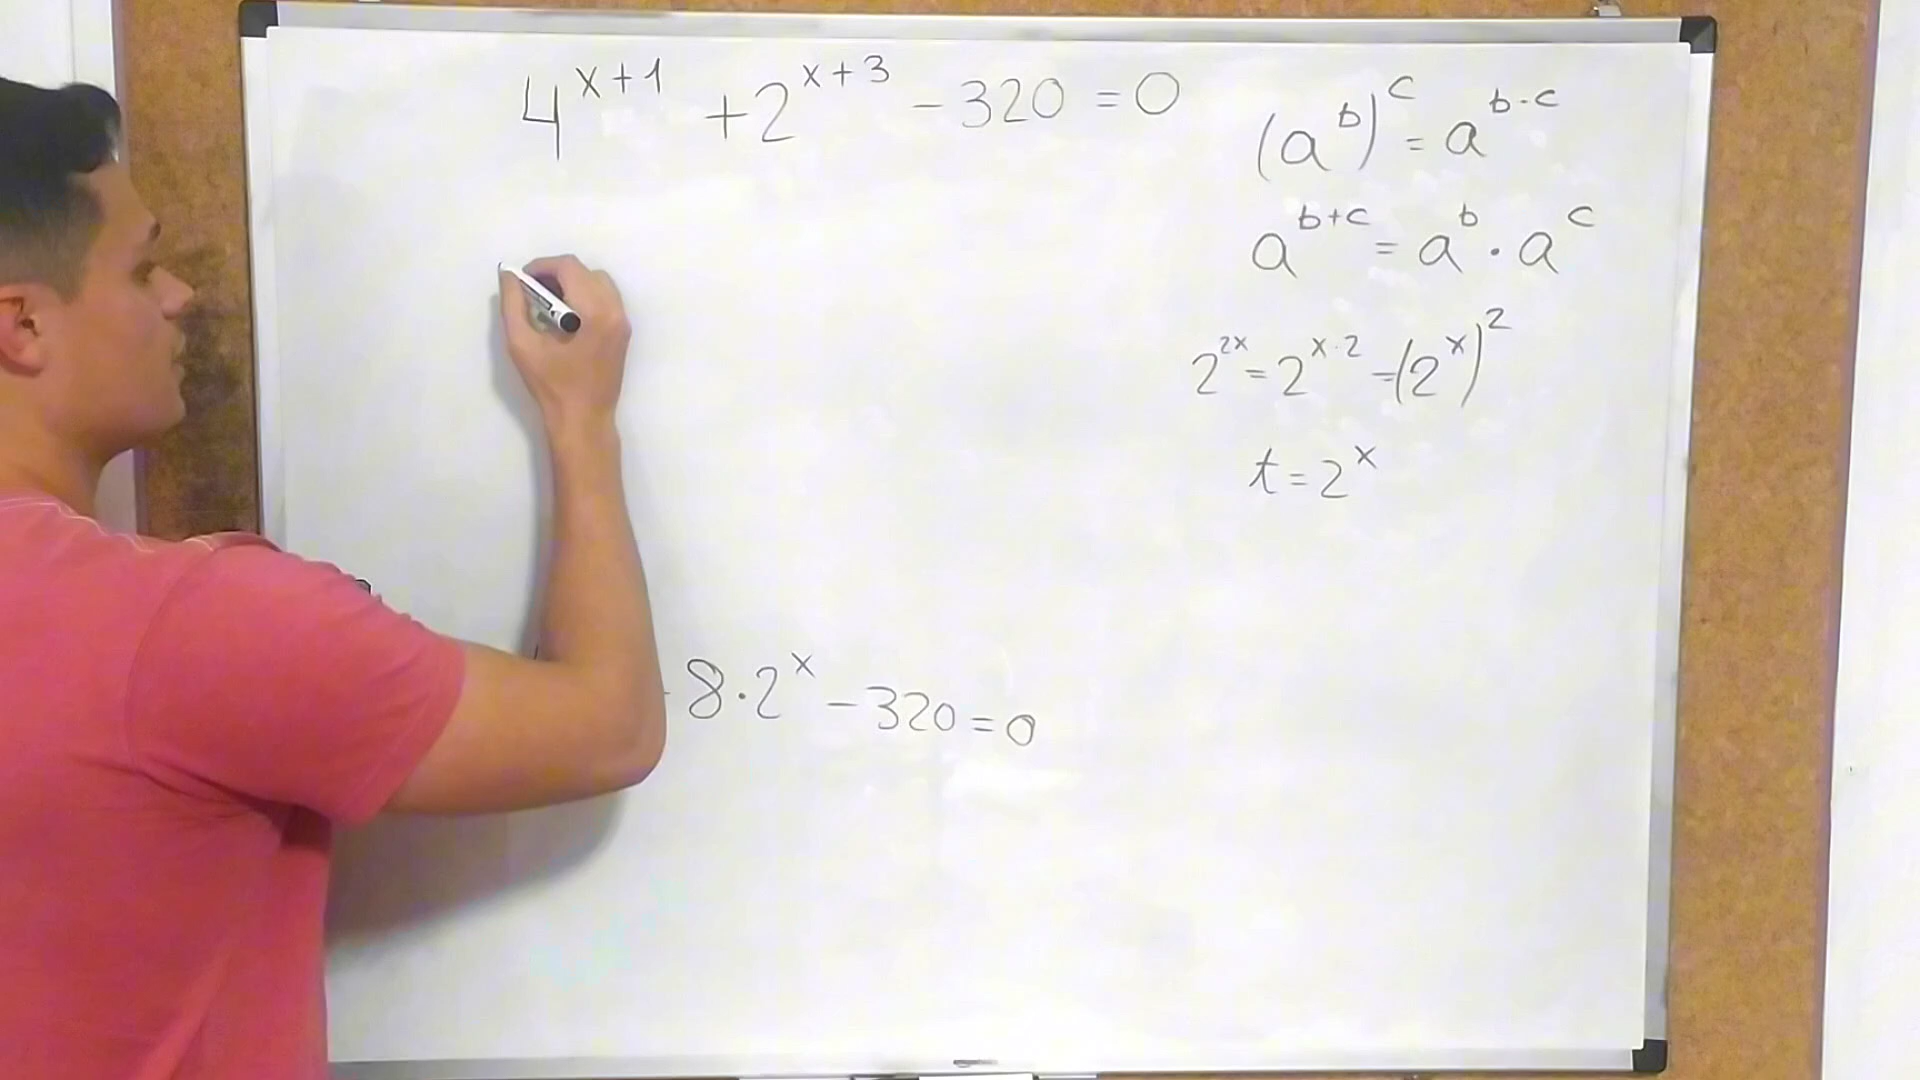 4^{x+1} + 2^{x+3} - 320 = 0
(a^b)^c = a^{b·c}
a^{b+c} = a^b · a^c
2^{2x} = 2^{x·2} = (2^x)^2
t = 2^x
8·2^x - 320 = 0